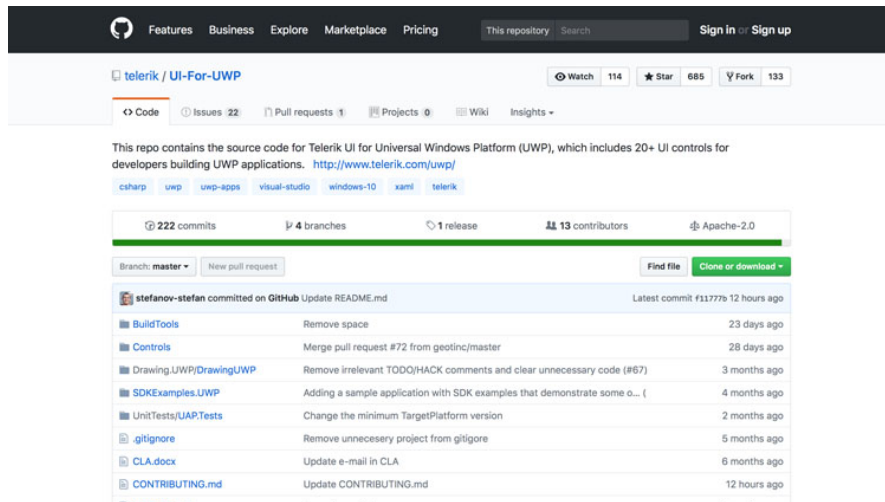 Features Business Explore Marketplace Pricing This repository Search Sign in or Sign up
telerik / UI-For-UWP Watch 114 Star 685 Fork 133
<> Code Issues 22 Pull requests 1 Projects 0 Wiki Insights
This repo contains the source code for Telerik UI for Universal Windows Platform (UWP), which includes 20+ UI controls for
developers building UWP applications. http://www.telerik.com/uwp/
csharp uwp uwp-apps visual-studio windows-10 xaml telerik
222 commits 4 branches 1 release 13 contributors Apache-2.0
Branch: master New pull request Find file Clone or download
stefanov-stefan committed on GitHub Update README.md Latest commit f11777b 12 hours ago
BuildTools Remove space 23 days ago
Controls Merge pull request #72 from geotinc/master 28 days ago
Drawing.UWP/DrawingUWP Remove irrelevant TODO/HACK comments and clear unnecessary code (#67) 3 months ago
SDKExamples.UWP Adding a sample application with SDK examples that demonstrate some o... ( 4 months ago
UnitTests/UAP.Tests Change the minimum TargetPlatform version 2 months ago
.gitignore Remove unnecesery project from gitigore 5 months ago
CLA.docx Update e-mail in CLA 6 months ago
CONTRIBUTING.md Update CONTRIBUTING.md 12 hours ago